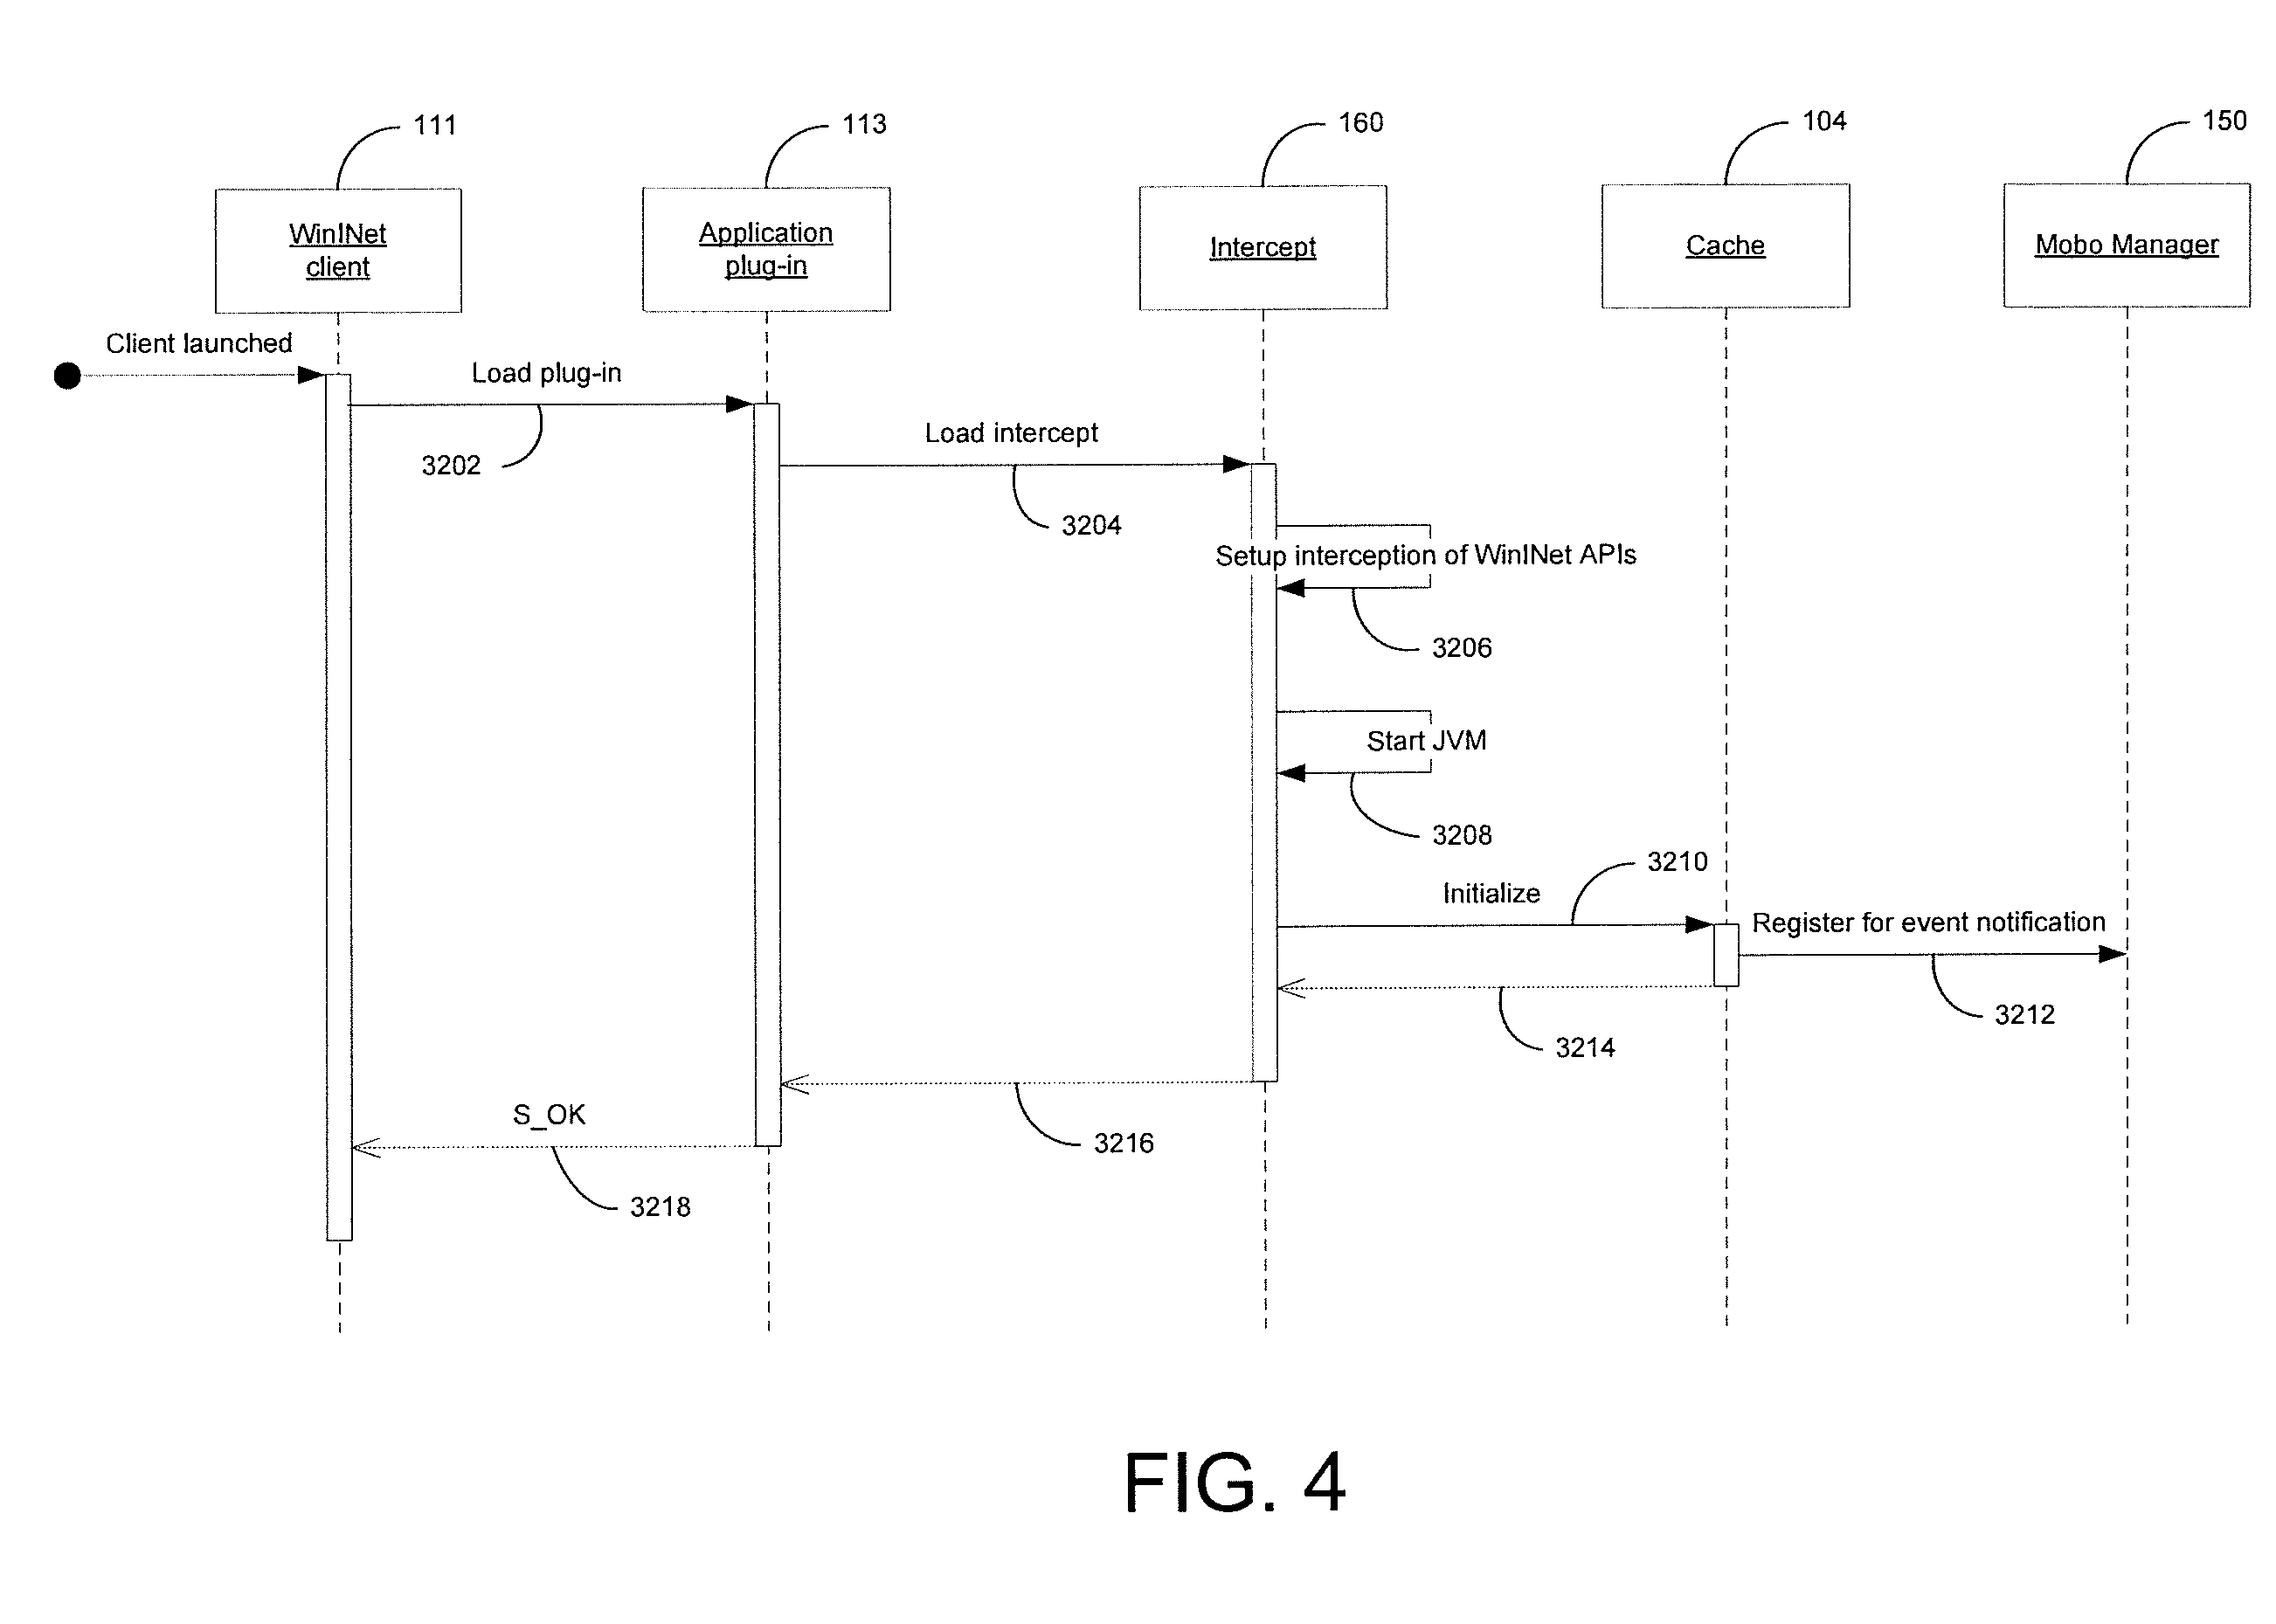 111
113
160
104
150
WinINet
client
Application
plug-in
Intercept
Cache
Mobo Manager
Client launched
Load plug-in
3202
Load intercept
3204
Setup interception of WinINet APIs
3206
Start JVM
3208
3210
Initialize
Register for event notification
3212
3214
3216
S_OK
3218
FIG. 4